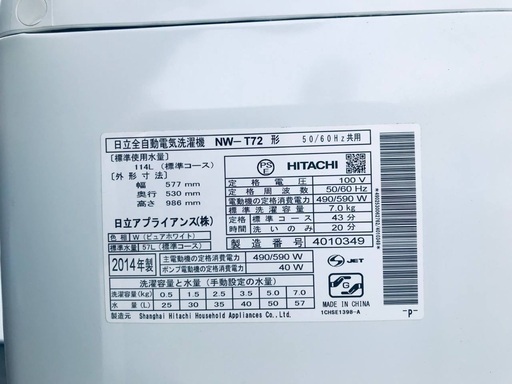 日立全自動電気洗濯機 NW－T72 形 50/60Hz共用
[標準使用水量]
114L (標準コース)
[外形寸法]
幅 577 mm
奥行 530 mm
高さ 986 mm
日立アプライアンス(株)
色相 W (ピュアホワイト)
標準水量 57L (標準コース)
PSE HITACHI
定格電圧 100 V
定格周波数 50/60 Hz
電動機の定格消費電力 490/590 W
標準洗濯容量 7.0 kg
定格標準コース 43 分
時間洗いのみ 20 分
製造番号 4010349
2014年製
主電動機の定格消費電力 490/590 W
ポンプ電動機の定格消費電力 40 W
JET
洗濯容量と水量 (手動設定の水量)
洗濯容量(kg) 0.5 1.5 2.5 3.5 5.0 7.0
水量(L) 25 30 35 40 50 57
G
MADE IN CHINA
1CHSE1398-A
製造元 Shanghai Hitachi Household Appliances Co., Ltd.
-P-